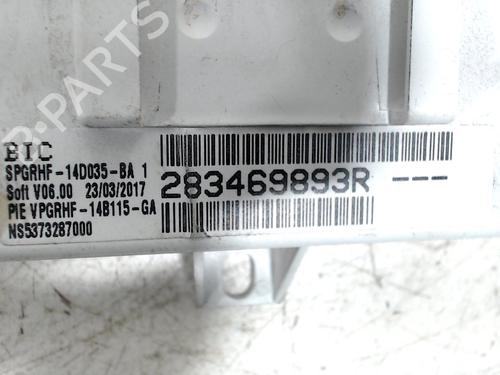 B-PARTS
BIC
SPGRHF-14D035-BA 1
Soft V06.00 23/03/2017
PIE VPGRHF-14B115-GA
NS5373287000
283469893R ---